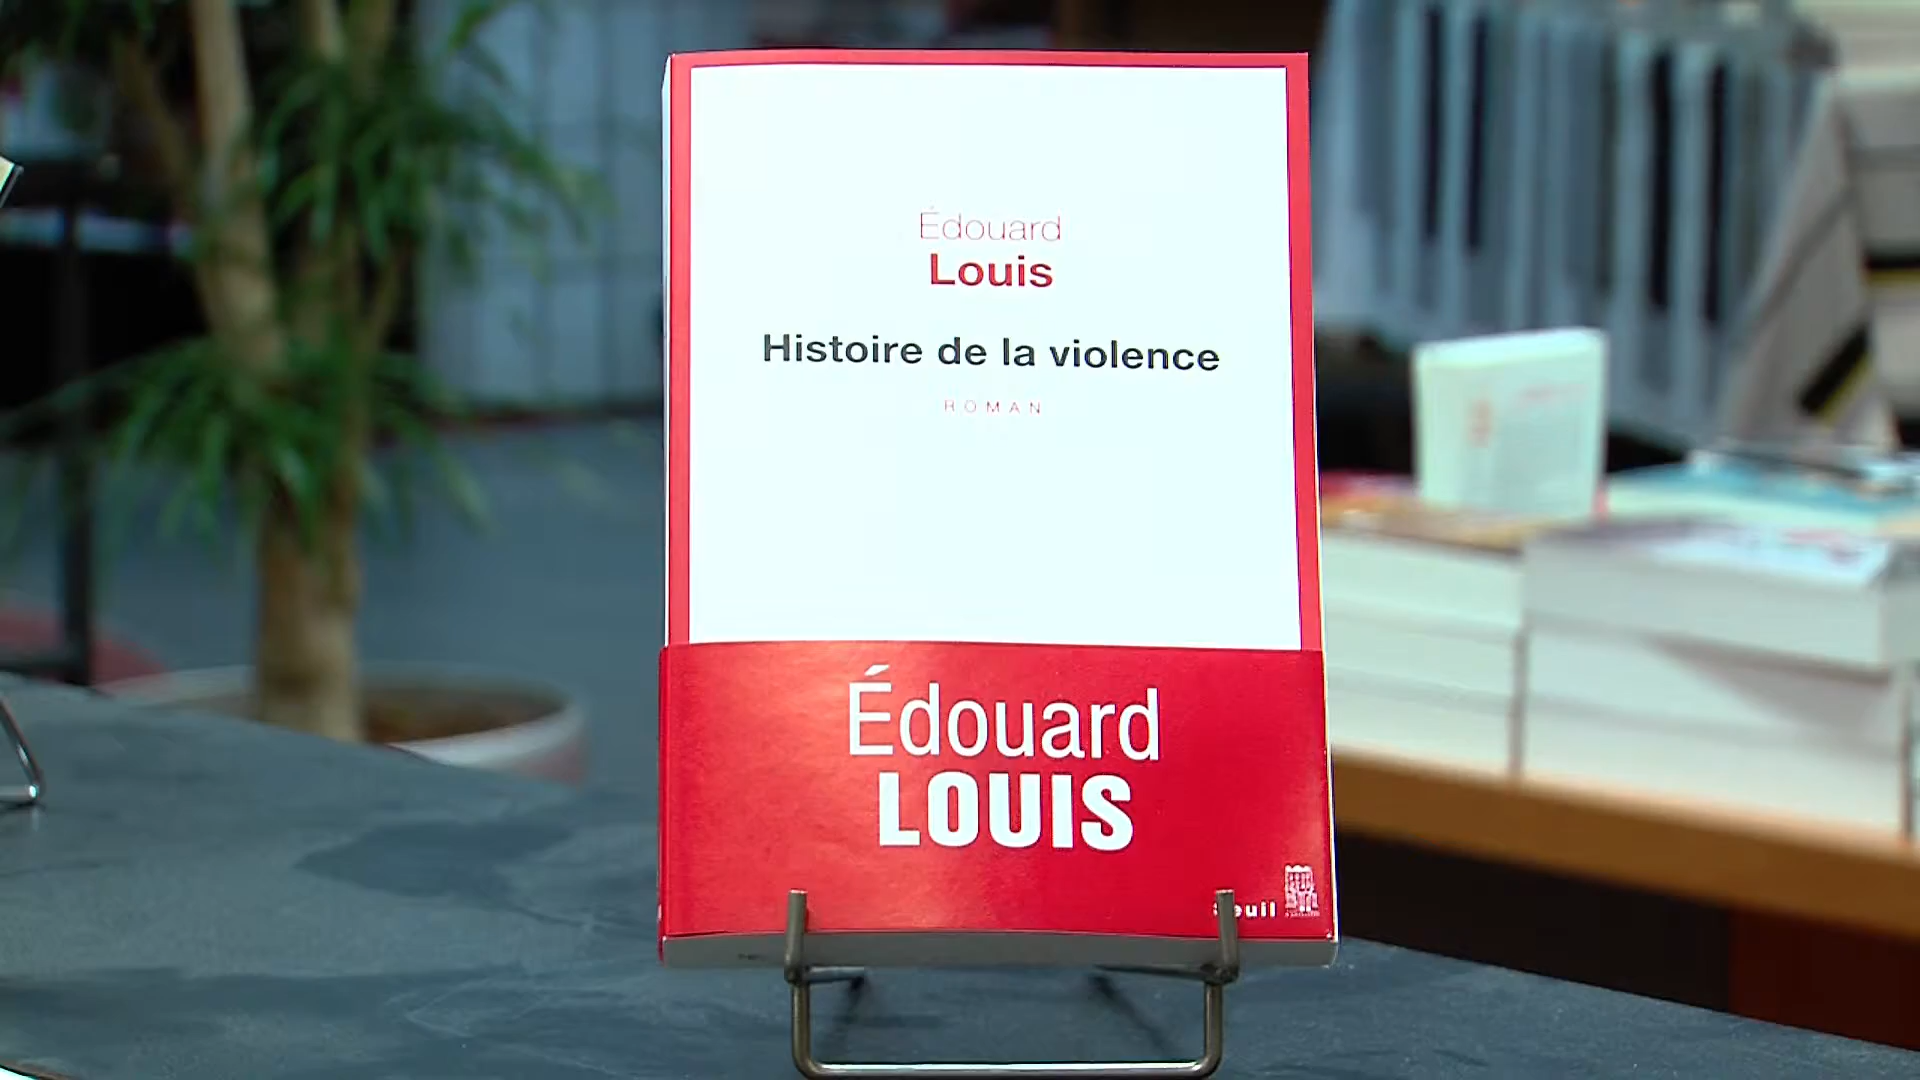 Édouard
Louis
Histoire de la violence
ROMAN
Édouard
LOUIS